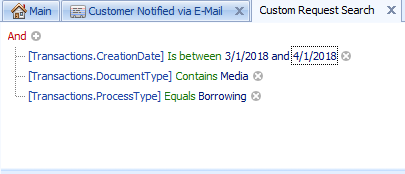 Main Customer Notified via E-Mail Custom Request Search
And
[Transactions.CreationDate] Is between 3/1/2018 and 4/1/2018
[Transactions.DocumentType] Contains Media
[Transactions.ProcessType] Equals Borrowing